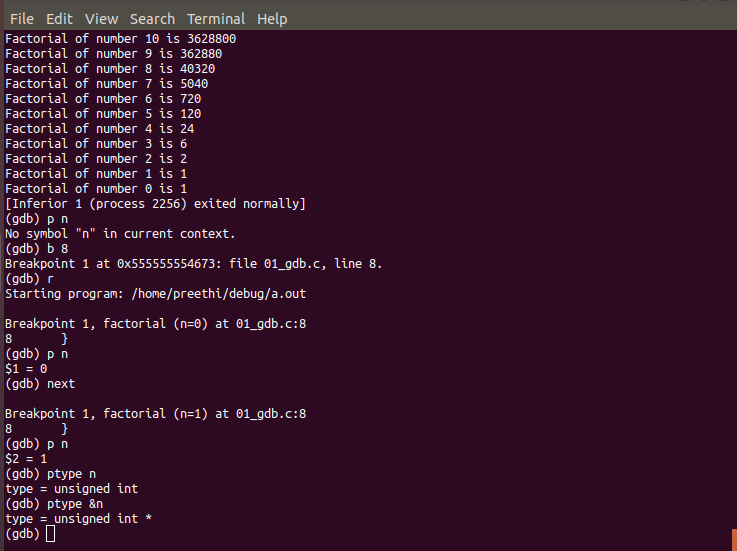 File Edit View Search Terminal Help
Factorial of number 10 is 3628800
Factorial of number 9 is 362880
Factorial of number 8 is 40320
Factorial of number 7 is 5040
Factorial of number 6 is 720
Factorial of number 5 is 120
Factorial of number 4 is 24
Factorial of number 3 is 6
Factorial of number 2 is 2
Factorial of number 1 is 1
Factorial of number 0 is 1
[Inferior 1 (process 2256) exited normally]
(gdb) p n
No symbol "n" in current context.
(gdb) b 8
Breakpoint 1 at 0x555555554673: file 01_gdb.c, line 8.
(gdb) r
Starting program: /home/preethi/debug/a.out
Breakpoint 1, factorial (n=0) at 01_gdb.c:8
8 }
(gdb) p n
$1 = 0
(gdb) next
Breakpoint 1, factorial (n=1) at 01_gdb.c:8
8 }
(gdb) p n
$2 = 1
(gdb) ptype n
type = unsigned int
(gdb) ptype &n
type = unsigned int *
(gdb)